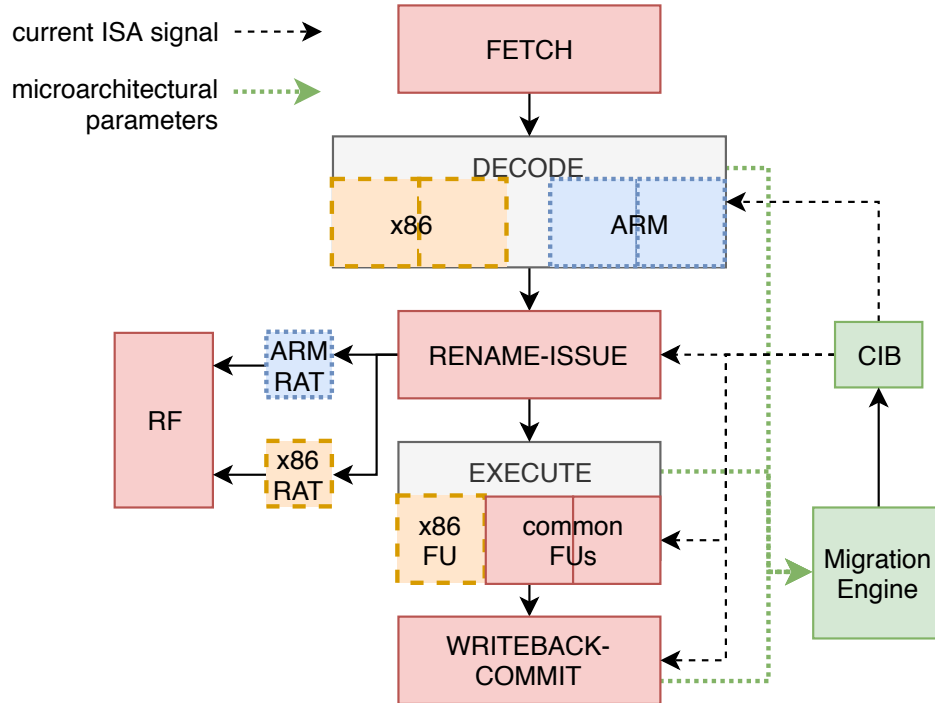 current ISA signal
microarchitectural
parameters
FETCH
DECODE
x86
ARM
RENAME-ISSUE
CIB
ARM
RAT
RF
x86
RAT
EXECUTE
x86
FU
common
FUs
Migration
Engine
WRITEBACK-
COMMIT